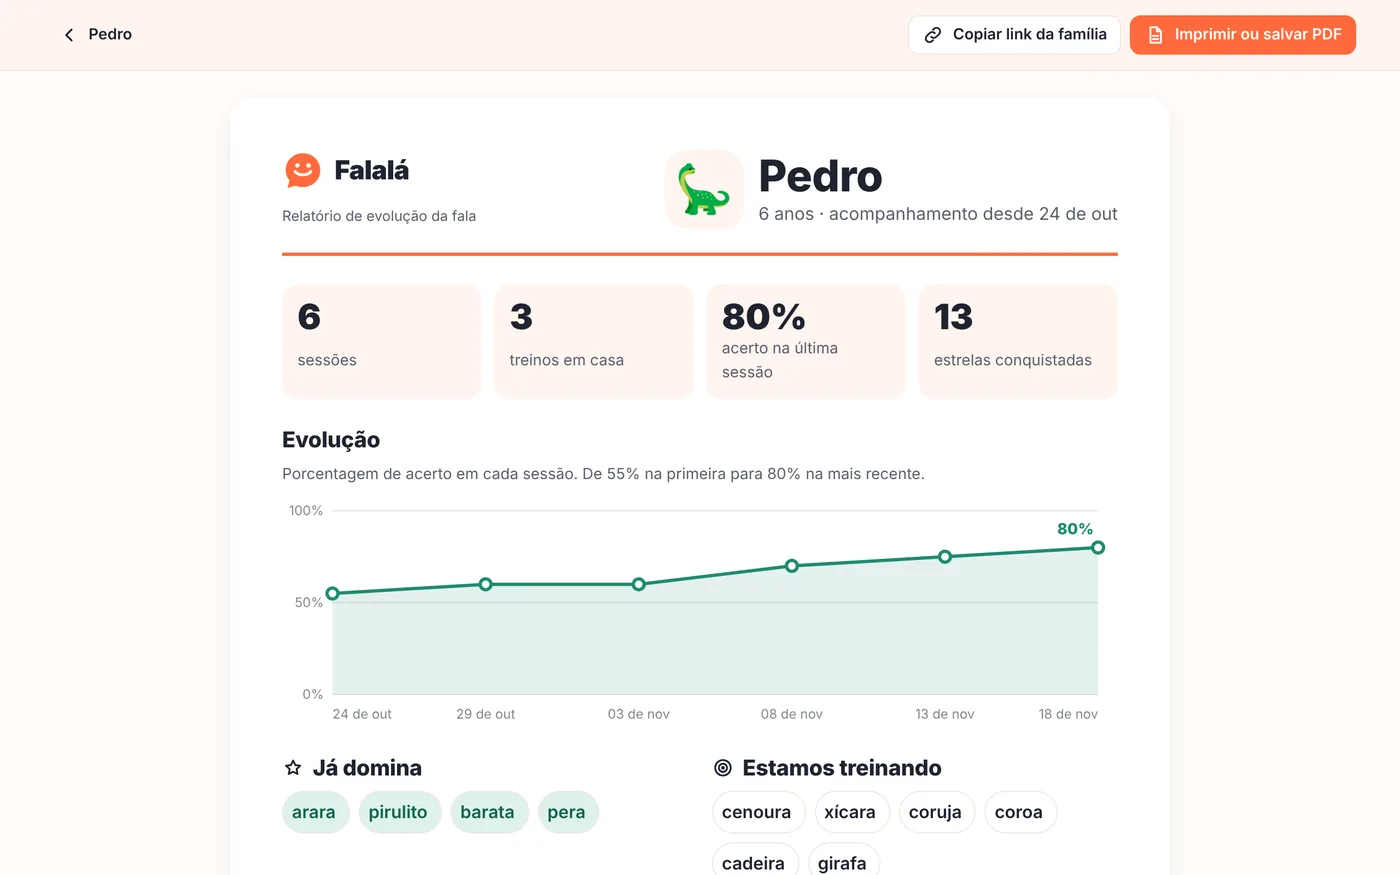 Pedro
Copiar link da família
Imprimir ou salvar PDF
Falalá
Relatório de evolução da fala
Pedro
6 anos · acompanhamento desde 24 de out
6
sessões
3
treinos em casa
80%
acerto na última
sessão
13
estrelas conquistadas
Evolução
Porcentagem de acerto em cada sessão. De 55% na primeira para 80% na mais recente.
100%
80%
50%
0%
24 de out
29 de out
03 de nov
08 de nov
13 de nov
18 de nov
Já domina
arara
pirulito
barata
pera
Estamos treinando
cenoura
xícara
coruja
coroa
cadeira
girafa